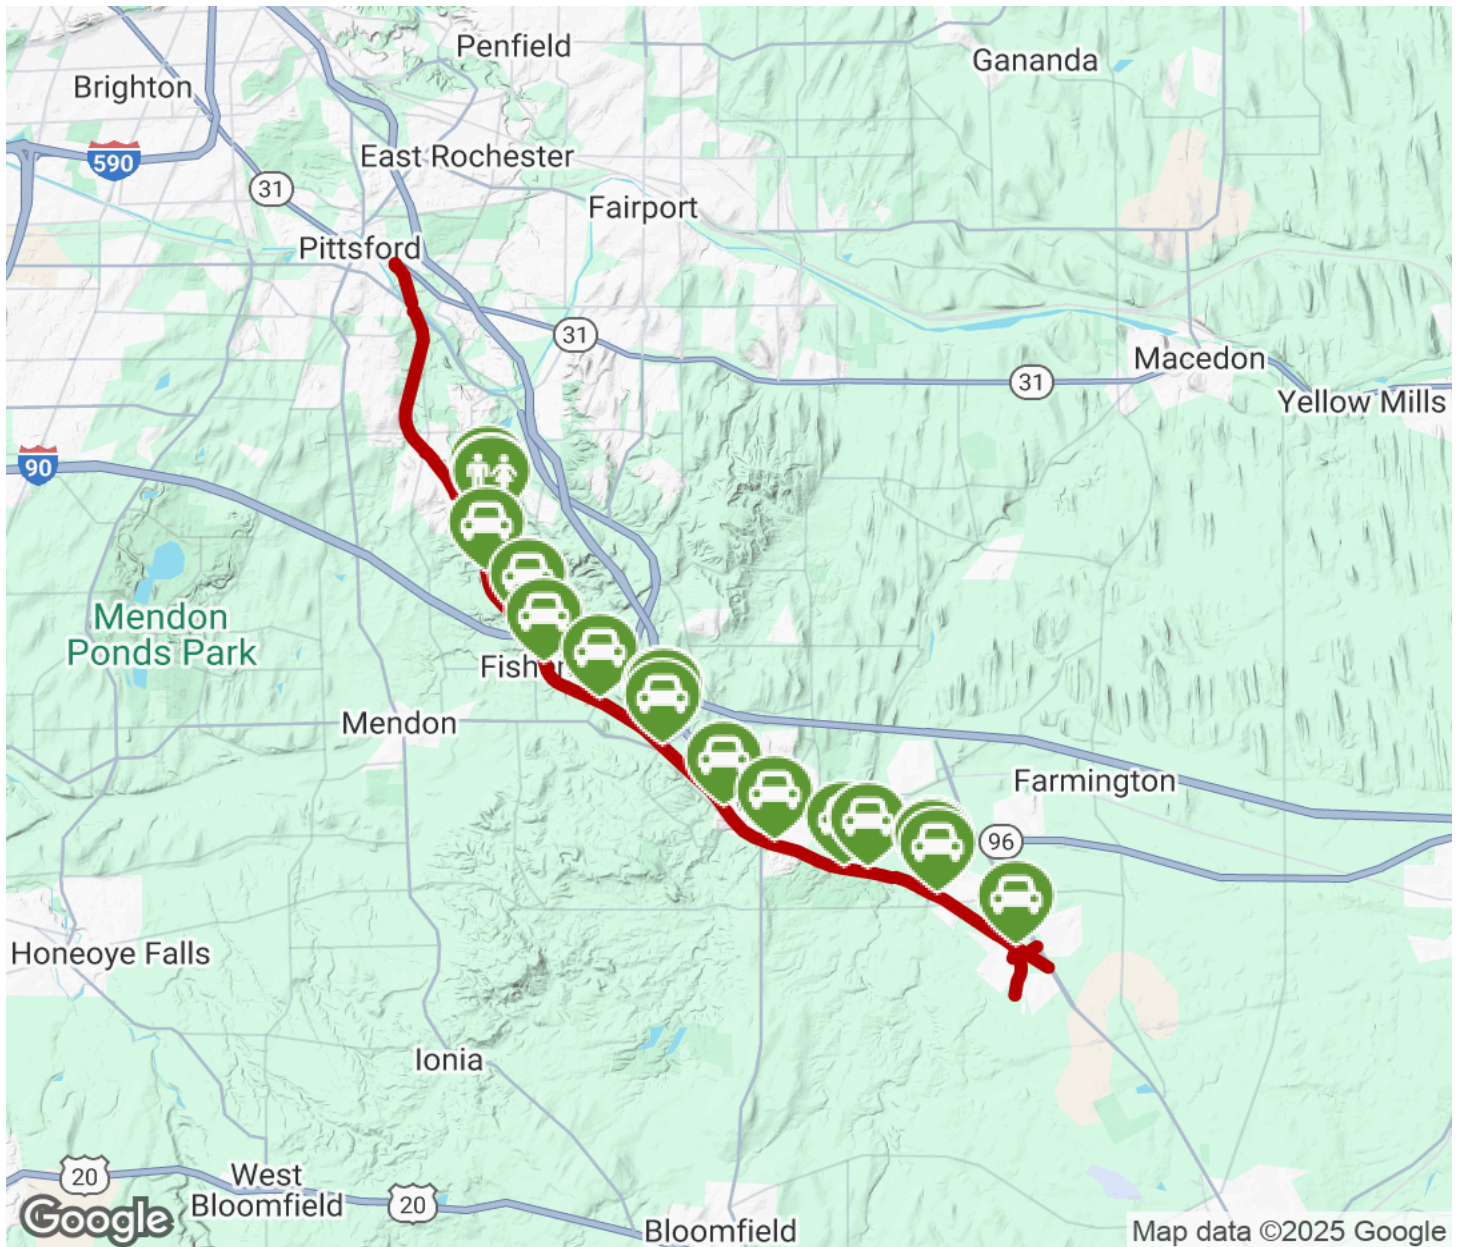 Penfield
Gananda
Brighton
East Rochester
590
31
Fairport
Pittsford
31
Macedon
31
Yellow Mills
90
Mendon
Ponds Park
Mendon
Farmington
96
Honeoye Falls
Ionia
20
West
Bloomfield
20
Bloomfield
Google
Map data ©2025 Google